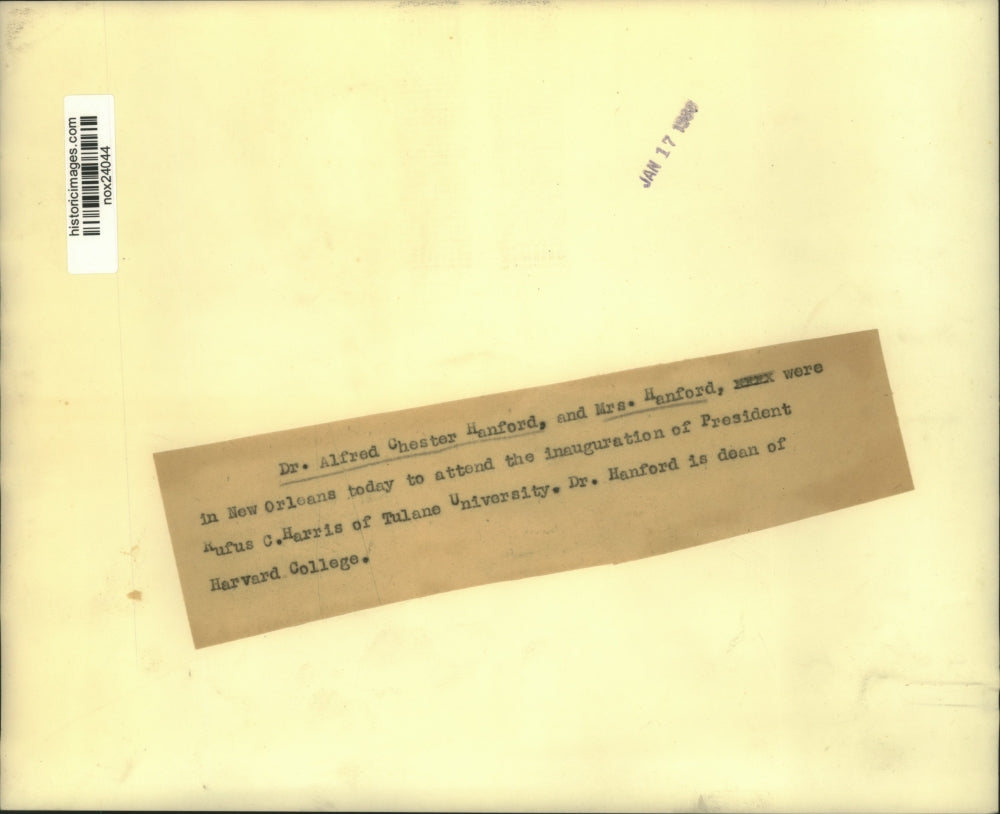 historicimages.com
nox24044
JAN 17
Dr. Alfred Chester Hanford, and Mrs. Hanford, were
in New Orleans today to attend the inauguration of President
Rufus C.Harris of Tulane University. Dr. Hanford is dean of
Harvard College.